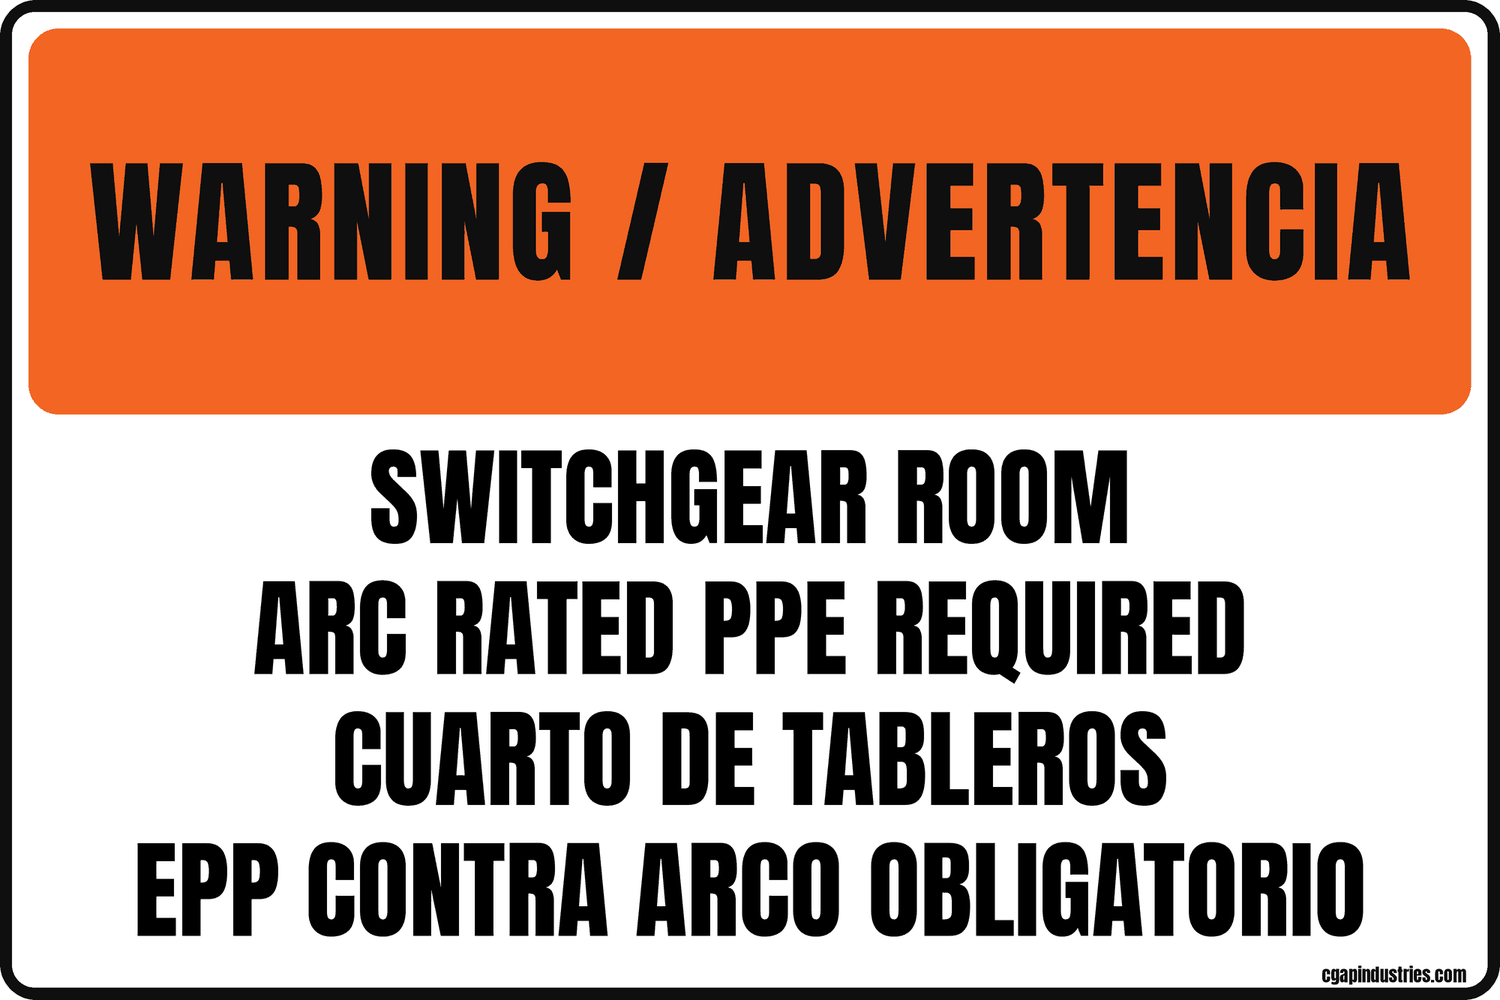 WARNING / ADVERTENCIA
SWITCHGEAR ROOM
ARC RATED PPE REQUIRED
CUARTO DE TABLEROS
EPP CONTRA ARCO OBLIGATORIO
cgapindustries.com